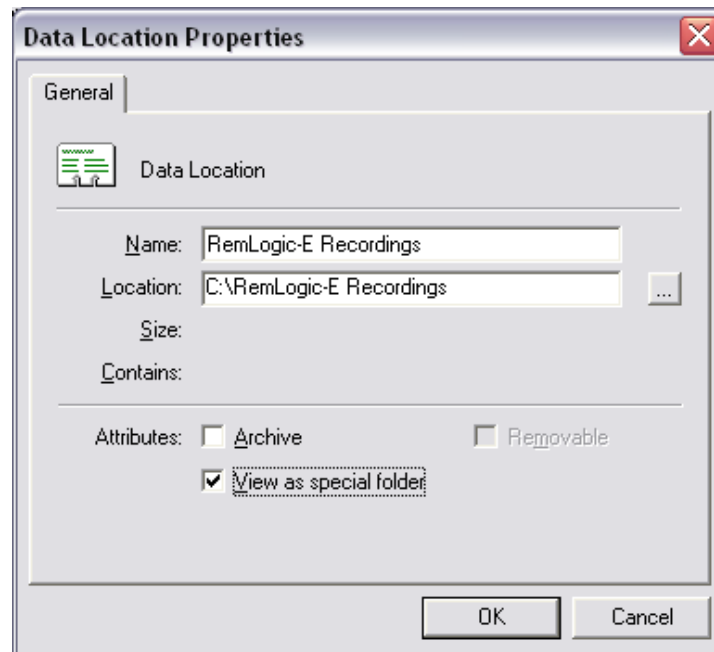 Data Location Properties
General
Data Location
Name: RemLogic-E Recordings
Location: C:\RemLogic-E Recordings ...
Size:
Contains:
Attributes: Archive Removable
View as special folder
OK Cancel